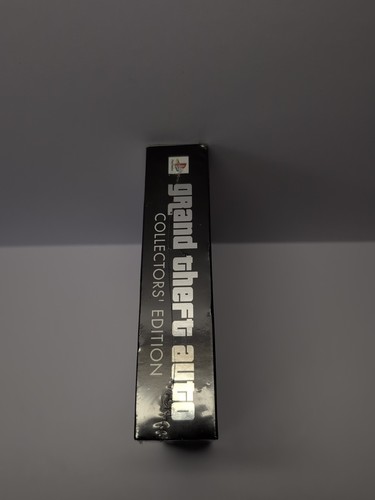 grand theft auto
COLLECTORS' EDITION